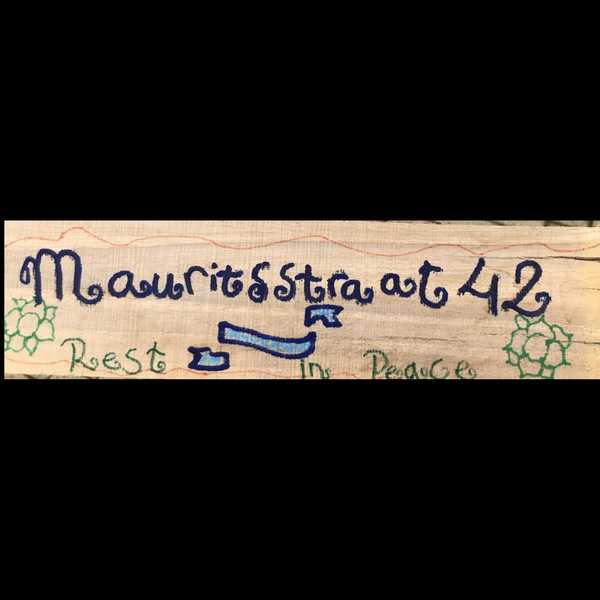 Mauritsstraat 42
Rest in Peace